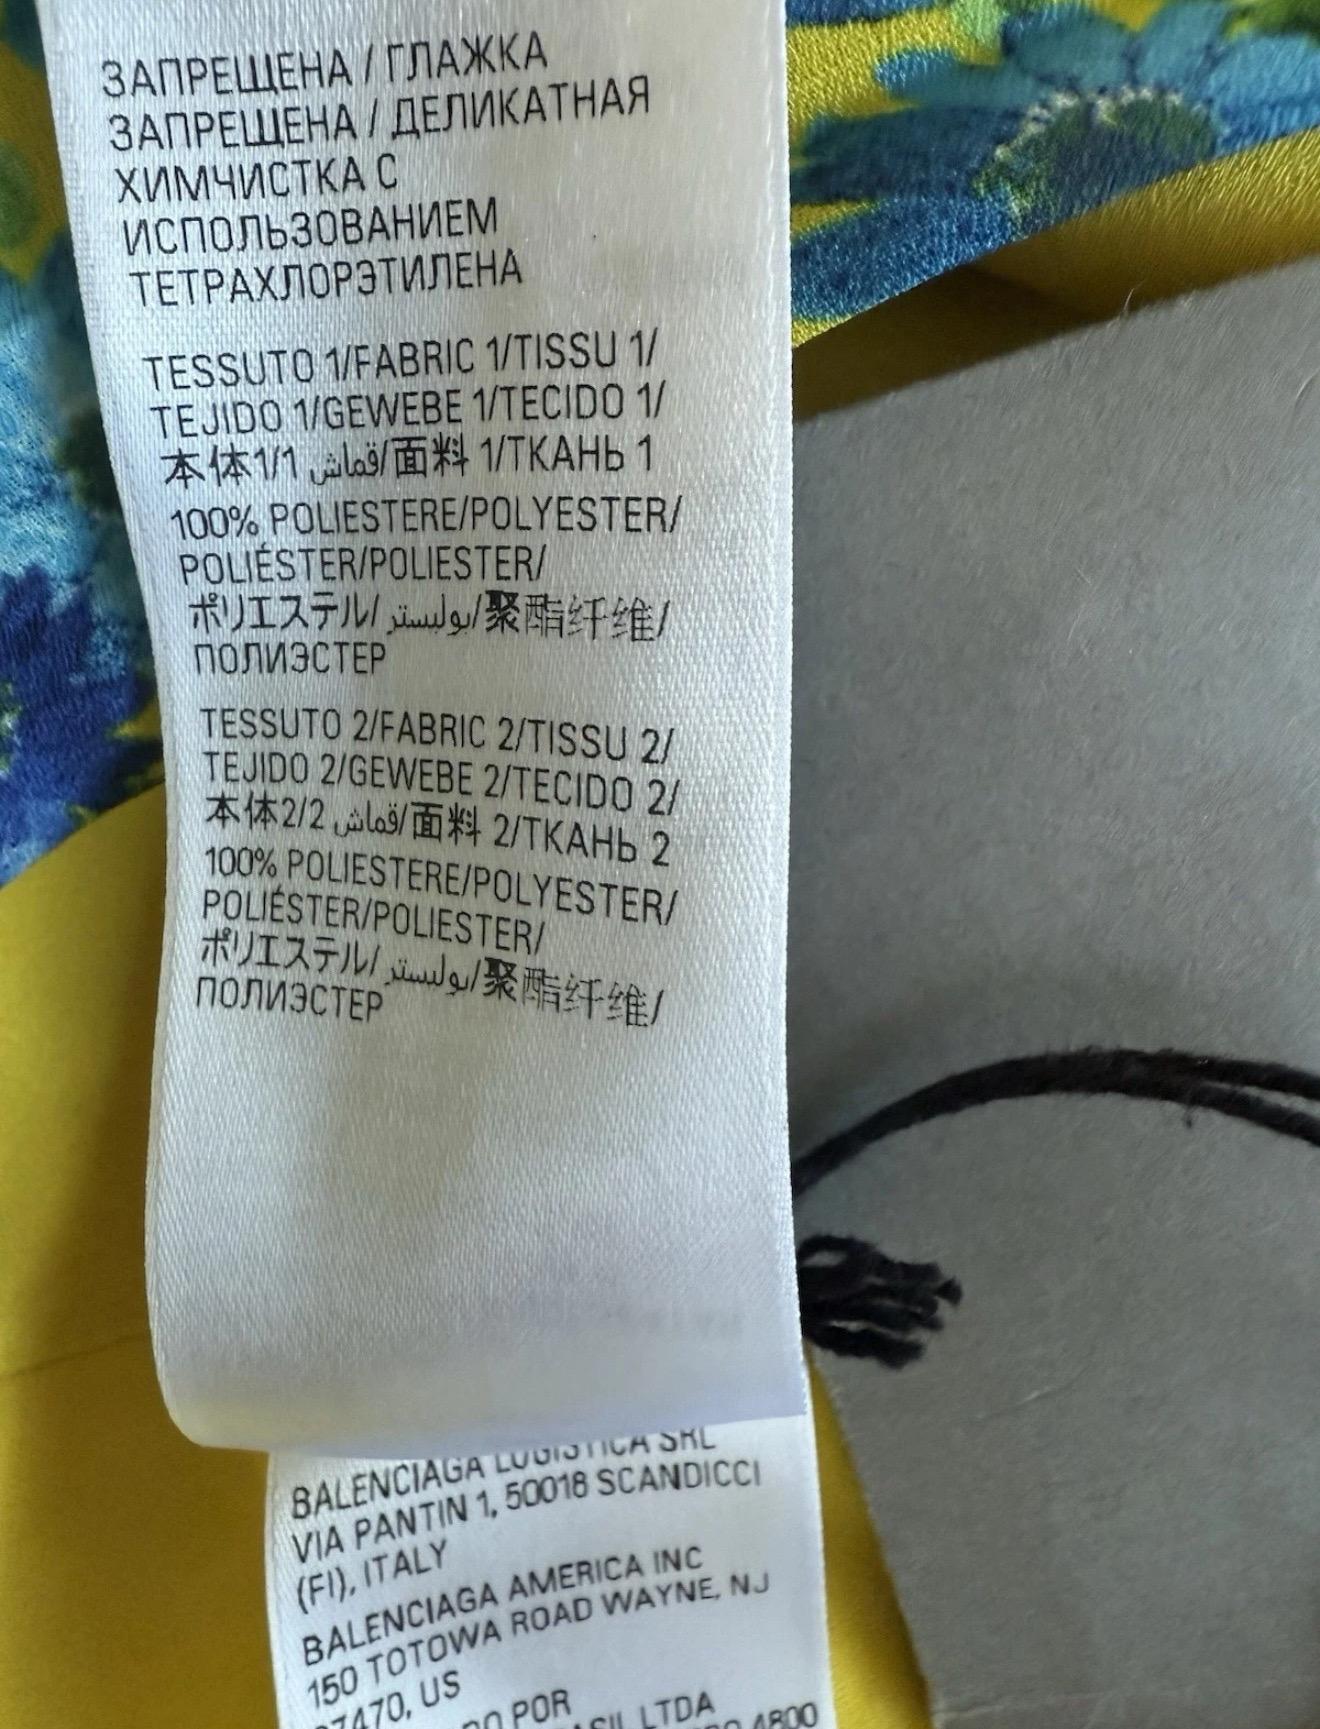 ЗАПРЕЩЕНА / ГЛАЖКА
ЗАПРЕЩЕНА / ДЕЛИКАТНАЯ
ХИМЧИСТКА С
ИСПОЛЬЗОВАНИЕМ
ТЕТРАХЛОРЭТИЛЕНА
TESSUTO 1/FABRIC 1/TISSU 1/
TEJIDO 1/GEWEBE 1/TECIDO 1/
本体1/1 قماش/面料 1/ТКАНЬ 1
100% POLIESTERE/POLYESTER/
POLIÉSTER/POLIESTER/
ポリエステル/بوليستر/聚酯纤维/
ПОЛИЭСТЕР
TESSUTO 2/FABRIC 2/TISSU 2/
TEJIDO 2/GEWEBE 2/TECIDO 2/
本体2/2 قماش/面料 2/ТКАНЬ 2
100% POLIESTERE/POLYESTER/
POLIÉSTER/POLIESTER/
ポリエステル/بوليستر/聚酯纤维/
ПОЛИЭСТЕР
BALENCIAGA LOGISTICA SRL
VIA PANTIN 1, 50018 SCANDICCI
(FI), ITALY
BALENCIAGA AMERICA INC
150 TOTOWA ROAD WAYNE, NJ
07470, US
POR
LTDA
4800